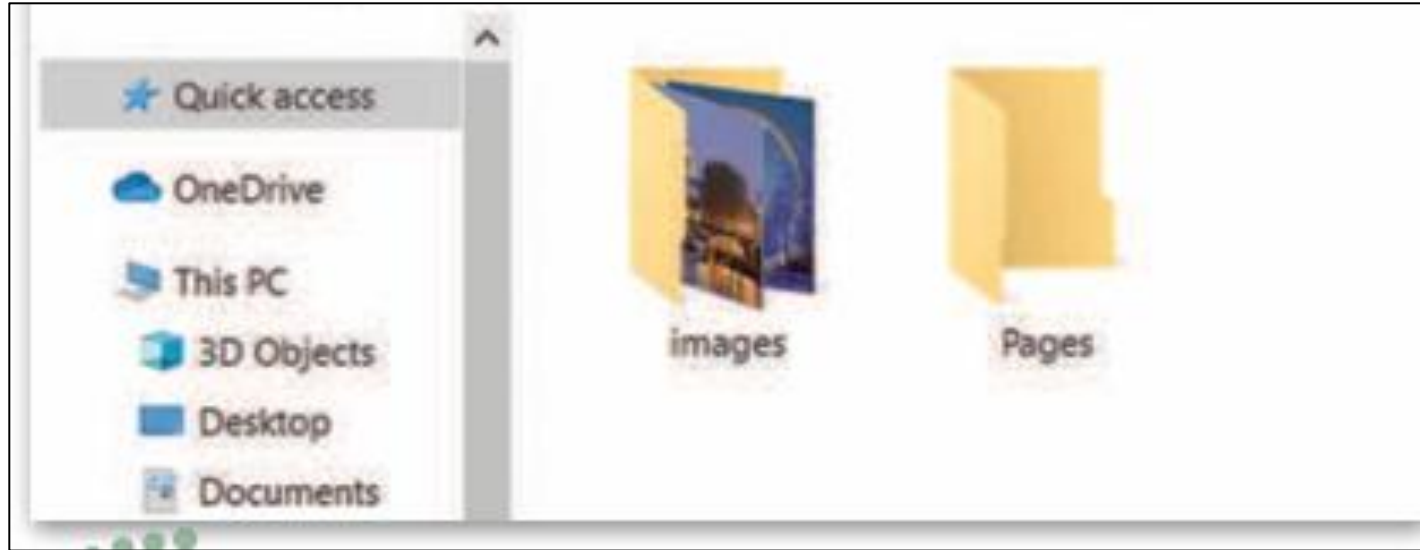 Quick access
OneDrive
This PC
3D Objects
Desktop
Documents
images
Pages